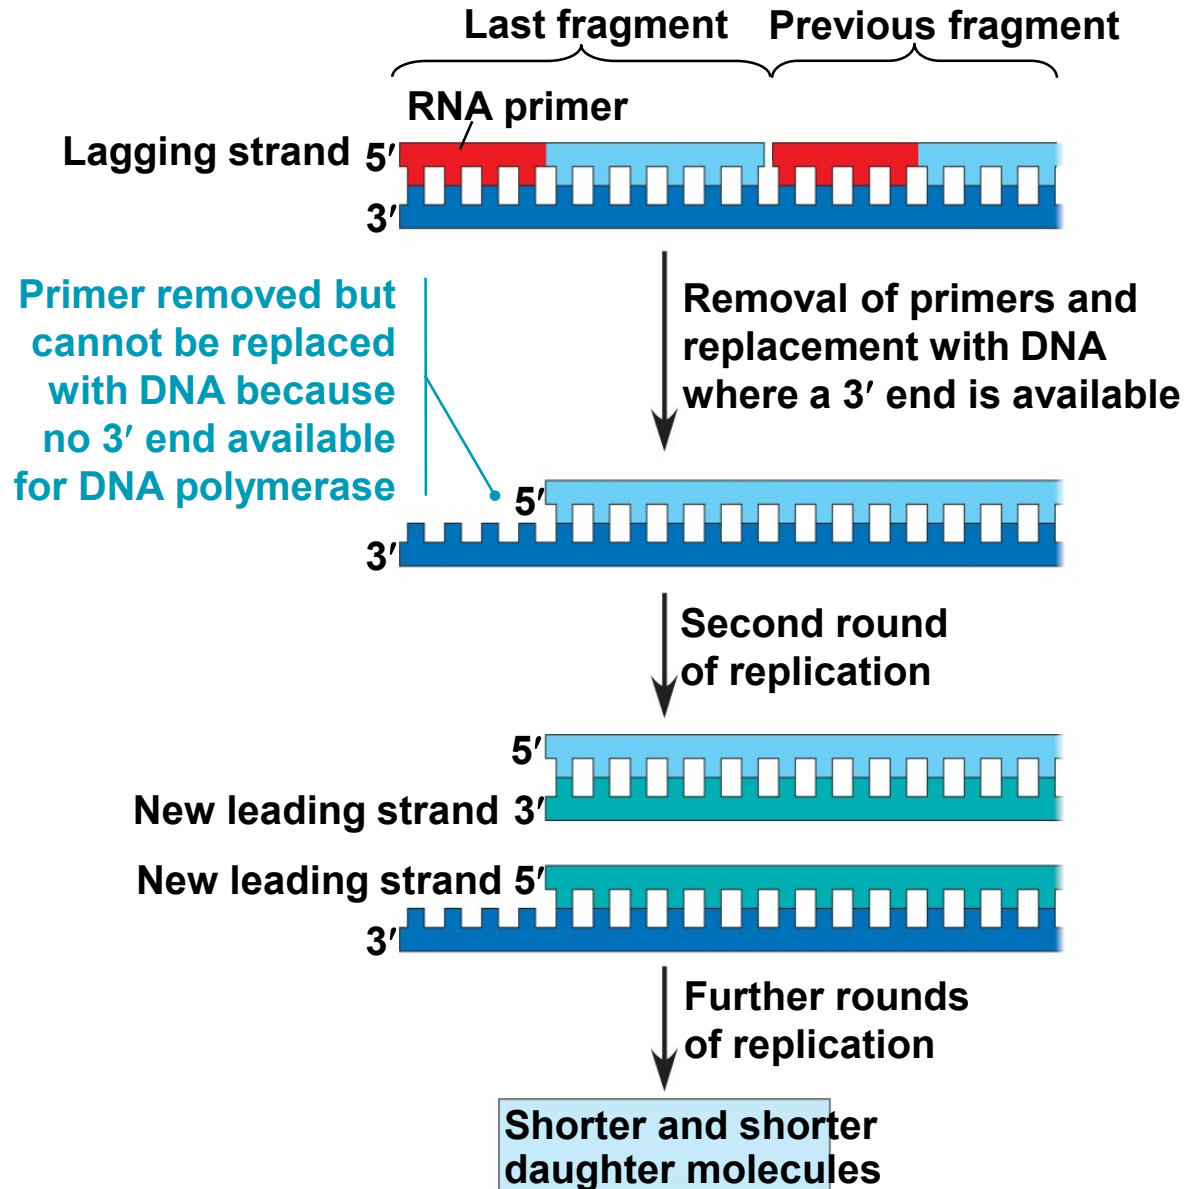 Last fragment
Previous fragment
RNA primer
Lagging strand 5′
3′
Primer removed but
cannot be replaced
with DNA because
no 3′ end available
for DNA polymerase
Removal of primers and
replacement with DNA
where a 3′ end is available
5′
3′
Second round
of replication
5′
New leading strand 3′
New leading strand 5′
3′
Further rounds
of replication
Shorter and shorter
daughter molecules